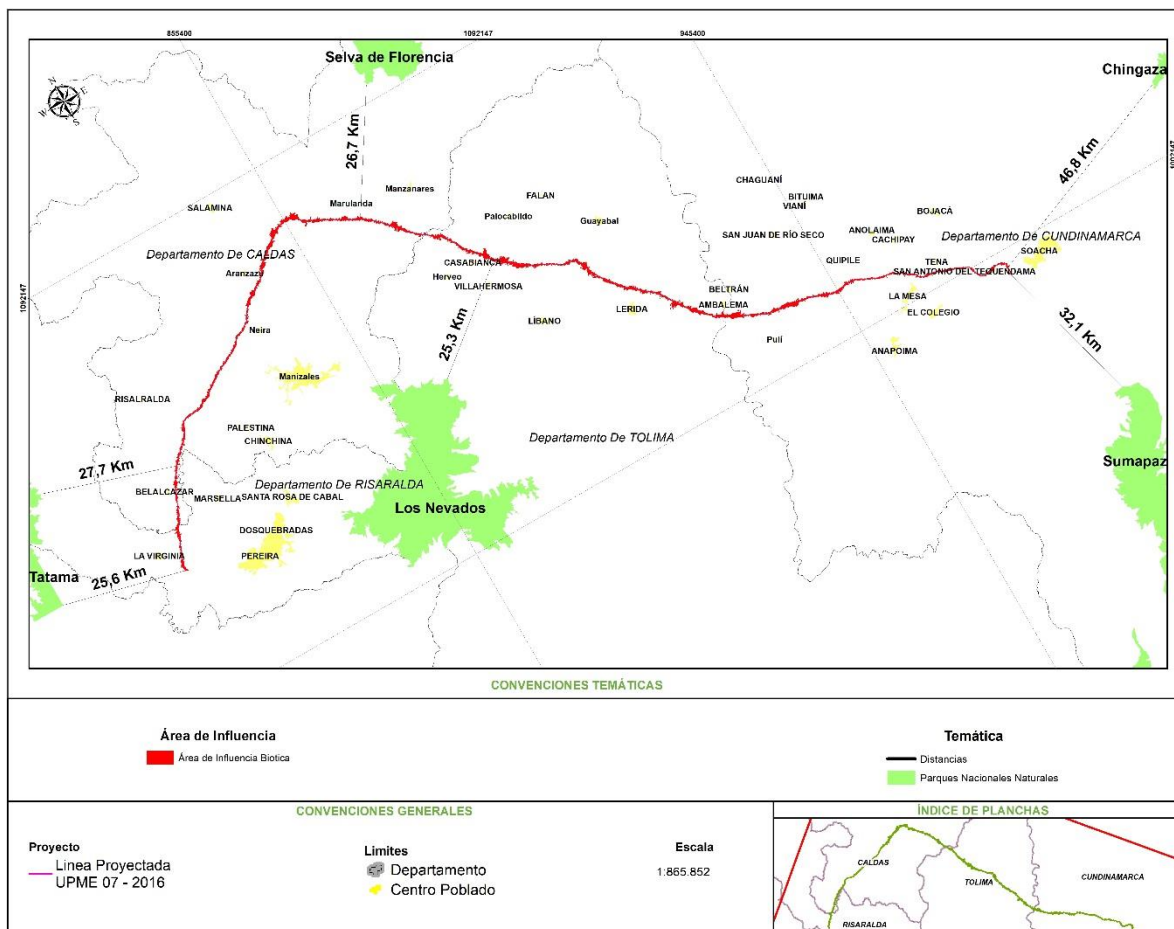 855400
1092147
945400
Selva de Florencia
Chingaza
N
E
W
S
26,7 Km
46,8 Km
1002147
Manzanares
CHAGUANÍ
BITUIMA
VIANÍ
FALAN
SALAMINA
Marulanda
Palocabildo
Guayabal
BOJACÁ
ANOLAIMA
CACHIPAY
SAN JUAN DE RÍO SECO
Departamento De CUNDINAMARCA
Departamento De CALDAS
SOACHA
CASABIANCA
QUIPILE
TENA
Aranzazu
Herveo
SAN ANTONIO DEL TEQUENDAMA
VILLAHERMOSA
1092147
BELTRÁN
LA MESA
AMBALEMA
LERIDA
EL COLEGIO
LÍBANO
Neira
25,3 Km
32,1 Km
Pulí
ANAPOIMA
Manizales
RISALRALDA
PALESTINA
CHINCHINA
Departamento De TOLIMA
27,7 Km
Sumapaz
Departamento De RISARALDA
BELALCAZAR
MARSELLA
SANTA ROSA DE CABAL
Los Nevados
DOSQUEBRADAS
LA VIRGINIA
PEREIRA
Tatama
25,6 Km
CONVENCIONES TEMÁTICAS
Área de Influencia
Área de Influencia Biotica
Temática
Distancias
Parques Nacionales Naturales
CONVENCIONES GENERALES
Proyecto
Linea Proyectada
UPME 07 - 2016
Limites
Departamento
Centro Poblado
Escala
1:865.852
ÍNDICE DE PLANCHAS
CALDAS
TOLIMA
CUNDINAMARCA
RISARALDA